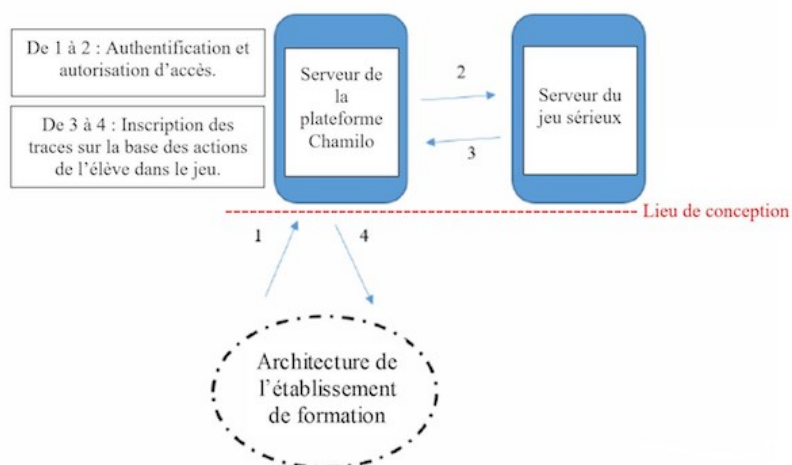 De 1 à 2 : Authentification et
autorisation d'accès.
De 3 à 4 : Inscription des
traces sur la base des actions
de l'élève dans le jeu.
Serveur de
la
plateforme
Chamilo
2
3
Serveur du
jeu sérieux
Lieu de conception
1
4
Architecture de
l'établissement
de formation